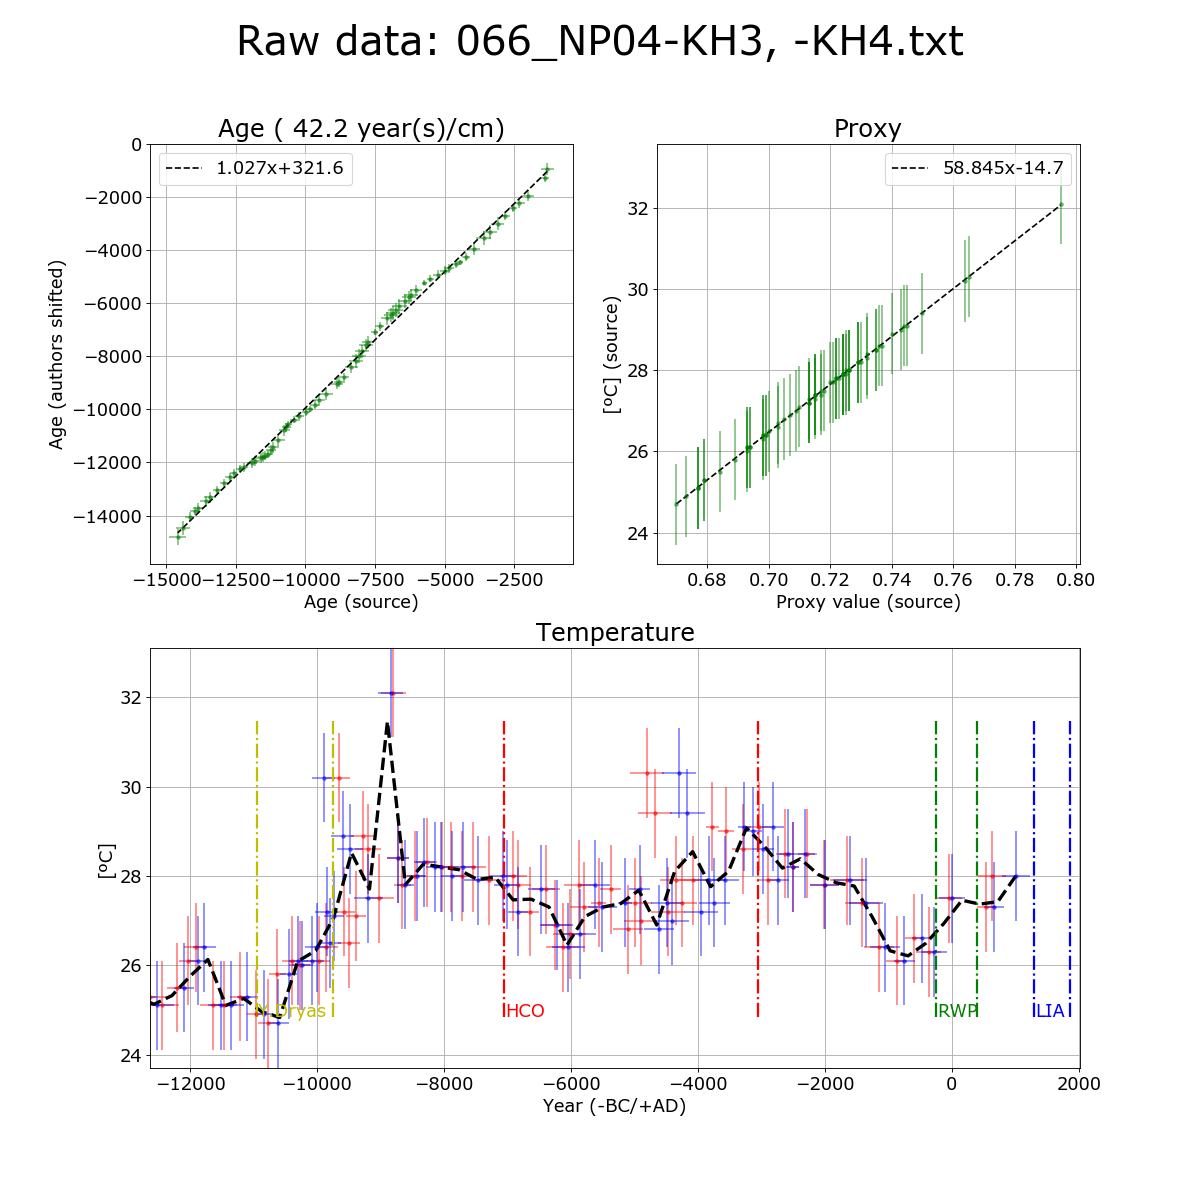 Raw data: 066_NP04-KH3, -KH4.txt
Age ( 42.2 year(s)/cm)
1.027x+321.6
Age (authors shifted)
0
−2000
−4000
−6000
−8000
−10000
−12000
−14000
−15000 −12500 −10000 −7500 −5000 −2500
Age (source)
Proxy
58.845x-14.7
[ºC] (source)
32
30
28
26
24
0.68 0.70 0.72 0.74 0.76 0.78 0.80
Proxy value (source)
Temperature
[ºC]
32
30
28
26
24
Y Dryas HCO RWP LIA
−12000 −10000 −8000 −6000 −4000 −2000 0 2000
Year (-BC/+AD)